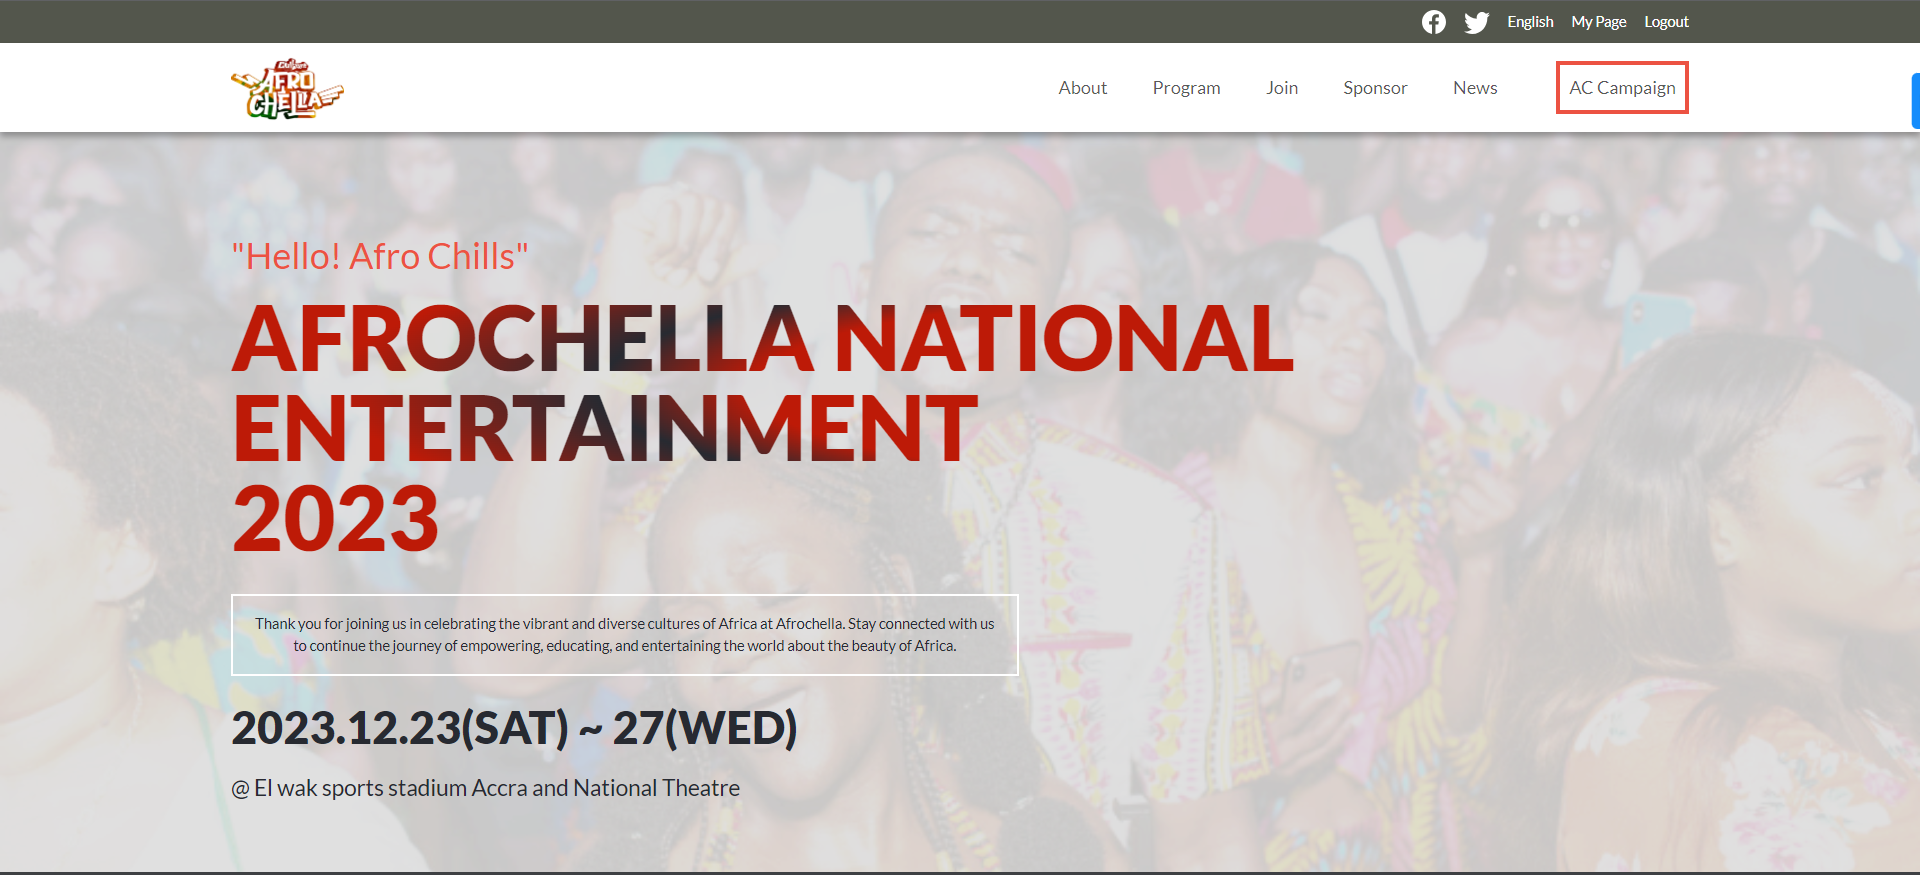 English My Page Logout
AFRO
CHELLA
About Program Join Sponsor News AC Campaign
"Hello! Afro Chills"
AFROCHELLA NATIONAL
ENTERTAINMENT
2023
Thank you for joining us in celebrating the vibrant and diverse cultures of Africa at Afrochella. Stay connected with us
to continue the journey of empowering, educating, and entertaining the world about the beauty of Africa.
2023.12.23(SAT) ~ 27(WED)
@ El wak sports stadium Accra and National Theatre